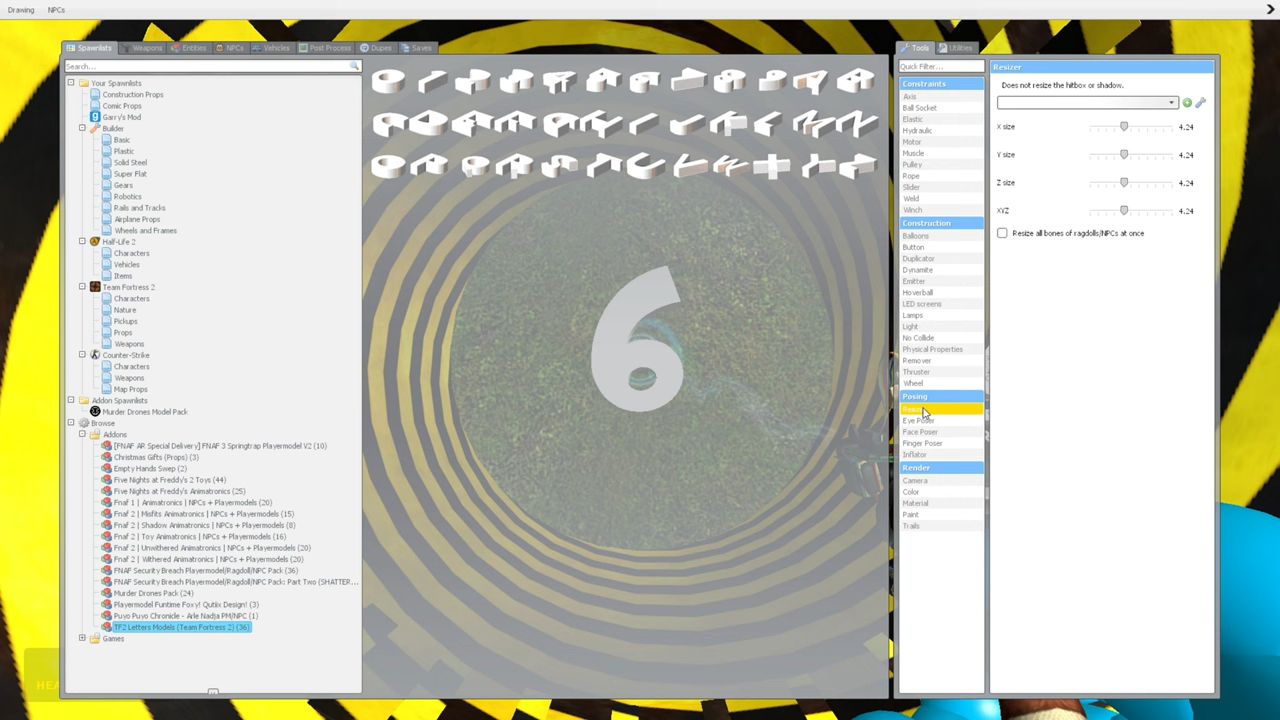 Drawing NPCs
Spawnlists Weapons Entities NPCs Vehicles Post Process Dupes Saves
Search...
Your Spawnlists
Construction Props
Comic Props
Garry's Mod
Builder
Basic
Plastic
Solid Steel
Super Flat
Gears
Robotics
Rails and Tracks
Airplane Props
Wheels and Frames
Half-Life 2
Characters
Vehicles
Items
Team Fortress 2
Characters
Nature
Pickups
Props
Weapons
Counter-Strike
Characters
Weapons
Map Props
Addon Spawnlists
Murder Drones Model Pack
Browse
Addons
[FNAF AR Special Delivery] FNAF 3 Springtrap Playermodel V2 (10)
Christmas Gifts (Props) (3)
Empty Hands Swep (2)
Five Nights at Freddy's 2 Toys (44)
Five Nights at Freddy's Animatronics (25)
Fnaf 1 | Animatronics | NPCs + Playermodels (20)
Fnaf 2 | Misfits Animatronics | NPCs + Playermodels (15)
Fnaf 2 | Shadow Animatronics | NPCs + Playermodels (8)
Fnaf 2 | Toy Animatronics | NPCs + Playermodels (16)
Fnaf 2 | Unwithered Animatronics | NPCs + Playermodels (20)
Fnaf 2 | Withered Animatronics | NPCs + Playermodels (20)
FNAF Security Breach Playermodel/Ragdoll/NPC Pack (36)
FNAF Security Breach Playermodel/Ragdoll/NPC Pack: Part Two (SHATTER...
Murder Drones Pack (24)
Playermodel Funtime Foxy! Qutiix Design! (3)
Puyo Puyo Chronicle - Arle Nadja PM/NPC (1)
TF2 Letters Models (Team Fortress 2) (36)
Games
6
Tools Utilities
Quick Filter...
Constraints
Axis
Ball Socket
Elastic
Hydraulic
Motor
Muscle
Pulley
Rope
Slider
Weld
Winch
Construction
Balloons
Button
Duplicator
Dynamite
Emitter
Hoverball
LED screens
Lamps
Light
No Collide
Physical Properties
Remover
Thruster
Wheel
Posing
Eye Poser
Face Poser
Finger Poser
Inflator
Render
Camera
Color
Material
Paint
Trails
Resizer
Does not resize the hitbox or shadow.
X size 4.24
Y size 4.24
Z size 4.24
XYZ 4.24
Resize all bones of ragdolls/NPCs at once